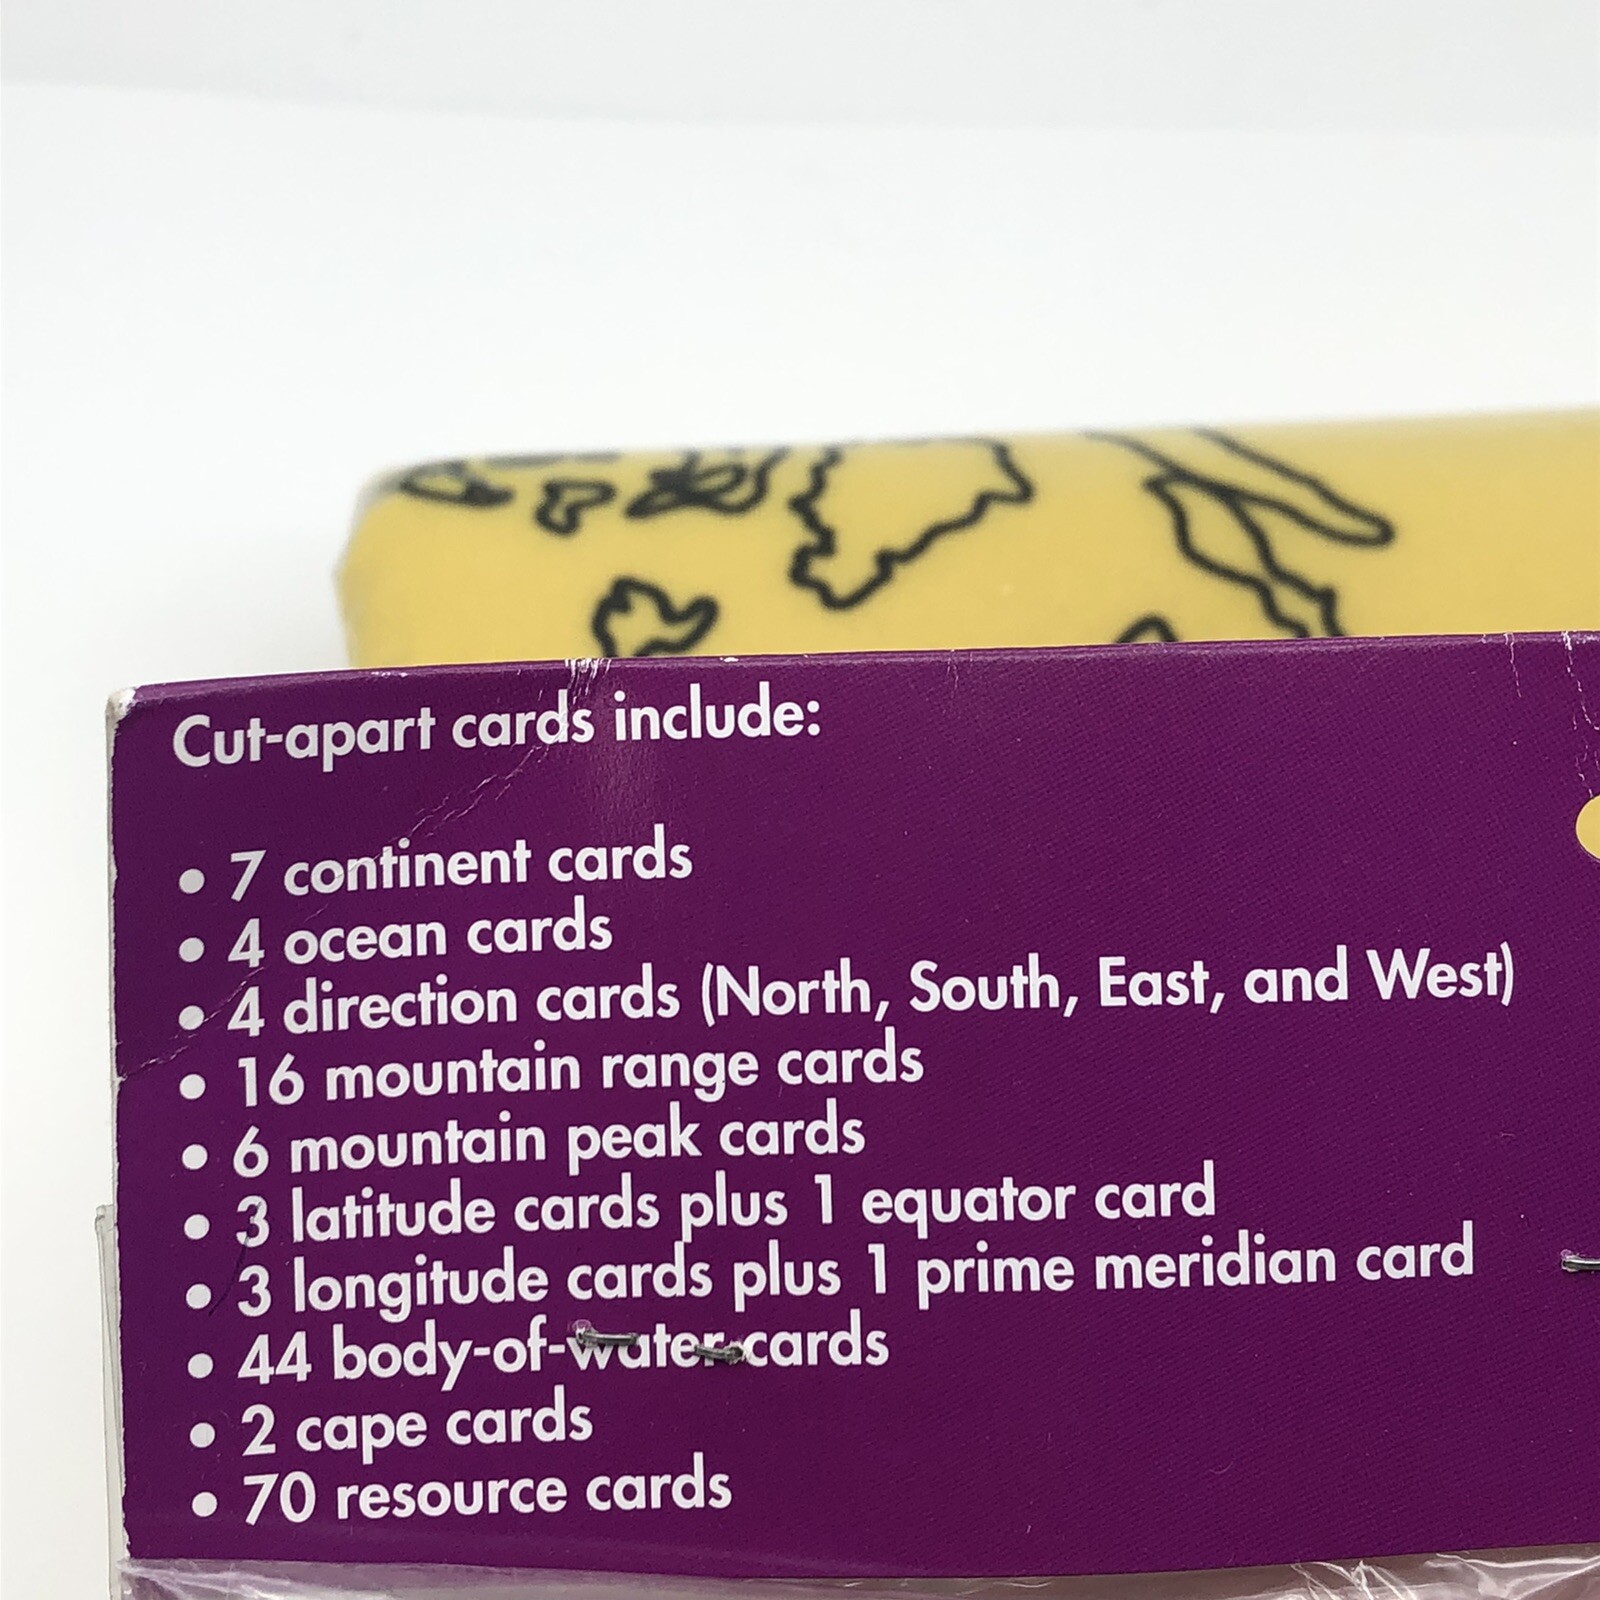 Cut-apart cards include:
• 7 continent cards
• 4 ocean cards
• 4 direction cards (North, South, East, and West)
• 16 mountain range cards
• 6 mountain peak cards
• 3 latitude cards plus 1 equator card
• 3 longitude cards plus 1 prime meridian card
• 44 body-of-water cards
• 2 cape cards
• 70 resource cards